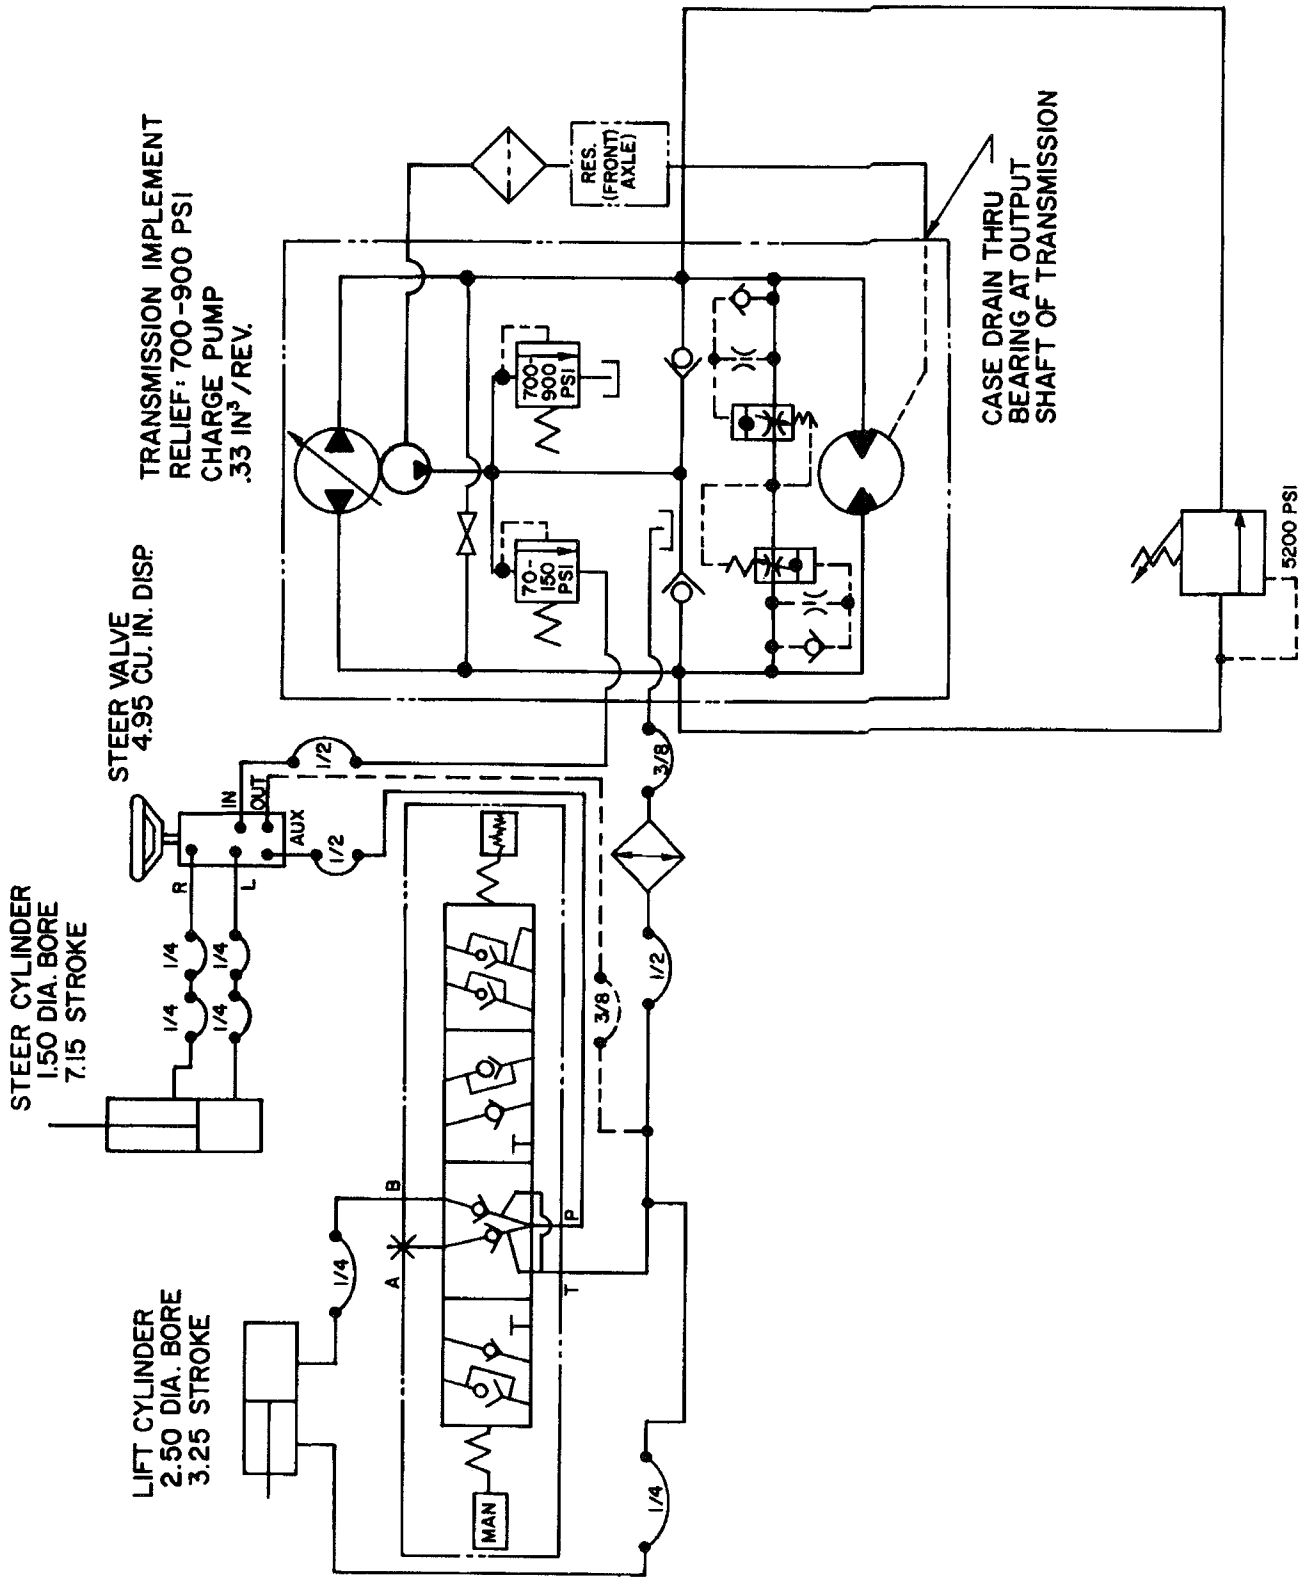 STEER CYLINDER
1.50 DIA. BORE
7.15 STROKE
STEER VALVE
4.95 CU. IN. DISP.
TRANSMISSION IMPLEMENT
RELIEF: 700-900 PSI
CHARGE PUMP
.33 IN³/REV.
LIFT CYLINDER
2.50 DIA. BORE
3.25 STROKE
R
L
IN
OUT
AUX
1/4
1/4
1/4
1/4
1/2
1/2
1/4
A
B
T
P
T
T
MAN
3/8
1/2
3/8
1/4
70-
150
PSI
700-
900
PSI
RES.
(FRONT
AXLE)
CASE DRAIN THRU
BEARING AT OUTPUT
SHAFT OF TRANSMISSION
5200 PSI